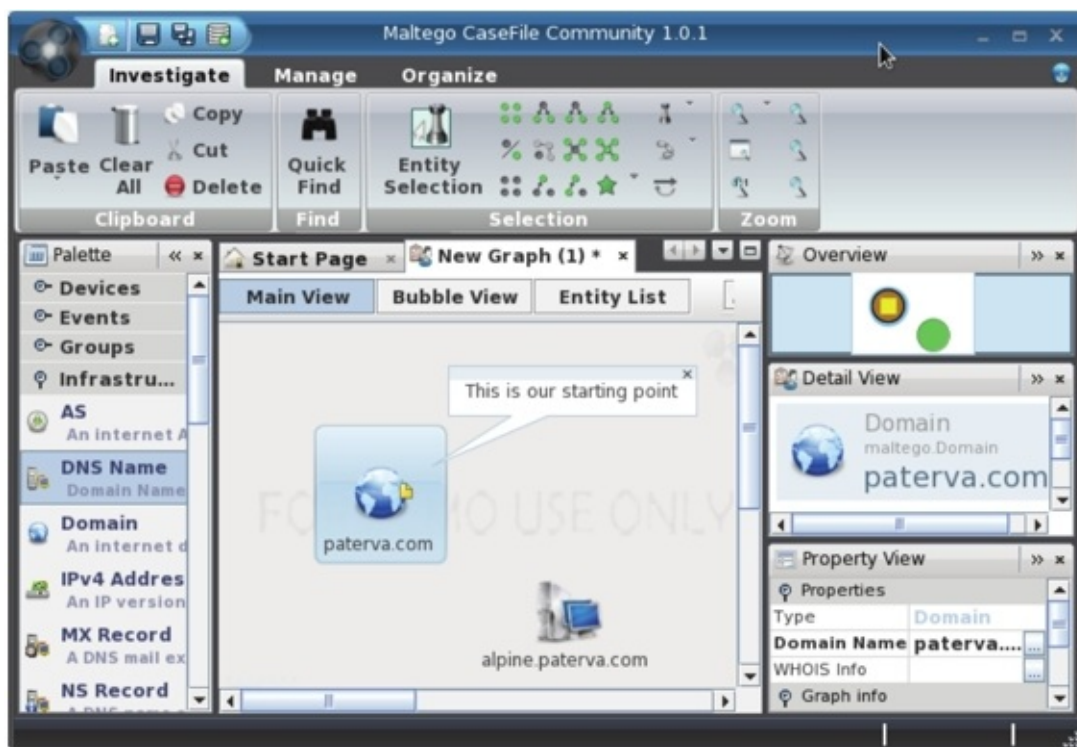 Maltego CaseFile Community 1.0.1
Investigate Manage Organize
Paste
Clear All
Copy
Cut
Delete
Clipboard
Quick Find
Find
Entity Selection
Selection
Zoom
Palette
Devices
Events
Groups
Infrastru...
AS
An internet A
DNS Name
Domain Name
Domain
An internet d
IPv4 Addres
An IP version
MX Record
A DNS mail ex
NS Record
Start Page
New Graph (1) *
Main View
Bubble View
Entity List
This is our starting point
paterva.com
alpine.paterva.com
USE ONLY
Overview
Detail View
Domain
maltego.Domain
paterva.com
Property View
Properties
Type Domain
Domain Name paterva....
WHOIS Info
Graph info